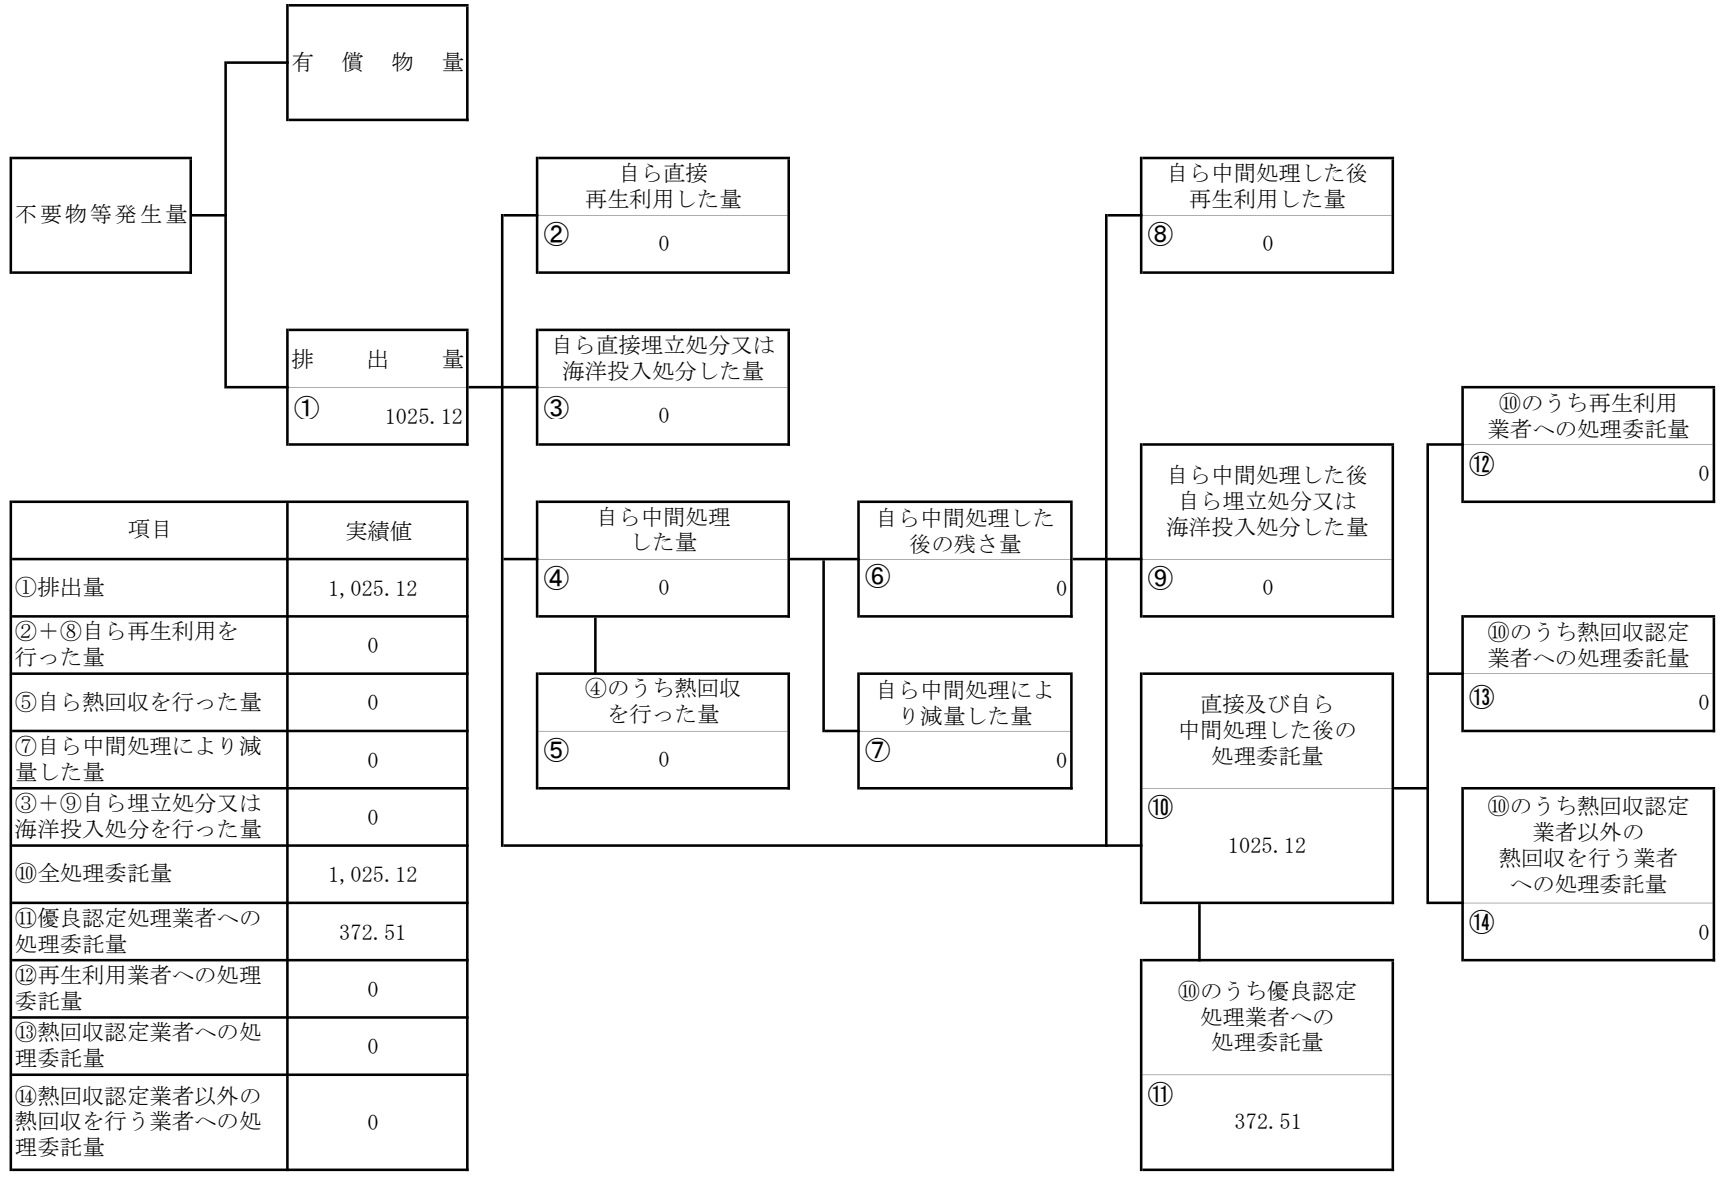 有償物量
不要物等発生量
排出量
①
1025.12
自ら直接
再生利用した量
②
0
自ら直接埋立処分又は
海洋投入処分した量
③
0
自ら中間処理
した量
④
0
④のうち熱回収
を行った量
⑤
0
自ら中間処理した
後の残さ量
⑥
0
自ら中間処理によ
り減量した量
⑦
0
自ら中間処理した後
再生利用した量
⑧
0
自ら中間処理した後
自ら埋立処分又は
海洋投入処分した量
⑨
0
直接及び自ら
中間処理した後の
処理委託量
⑩
1025.12
⑩のうち優良認定
処理業者への
処理委託量
⑪
372.51
⑩のうち再生利用
業者への処理委託量
⑫
0
⑩のうち熱回収認定
業者への処理委託量
⑬
0
⑩のうち熱回収認定
業者以外の
熱回収を行う業者
への処理委託量
⑭
0
項目
実績値
①排出量
1,025.12
②＋⑧自ら再生利用を
行った量
0
⑤自ら熱回収を行った量
0
⑦自ら中間処理により減
量した量
0
③＋⑨自ら埋立処分又は
海洋投入処分を行った量
0
⑩全処理委託量
1,025.12
⑪優良認定処理業者への
処理委託量
372.51
⑫再生利用業者への処理
委託量
0
⑬熱回収認定業者への処
理委託量
0
⑭熱回収認定業者以外の
熱回収を行う業者への処
理委託量
0